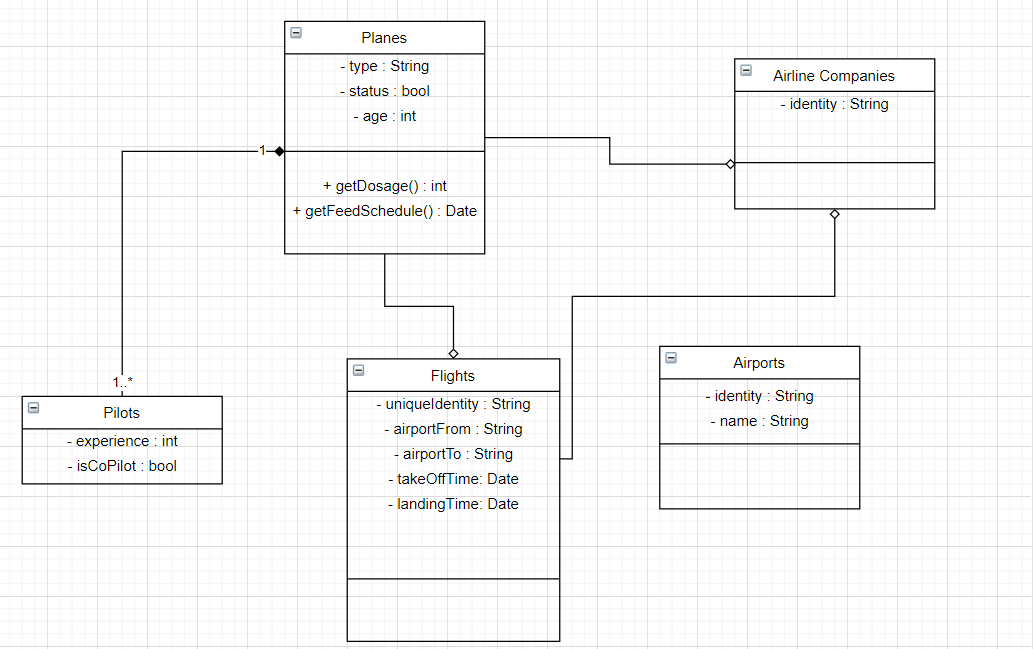 Planes
- type : String
- status : bool
- age : int
+ getDosage() : int
+ getFeedSchedule() : Date
Airline Companies
- identity : String
1
1..*
Pilots
- experience : int
- isCoPilot : bool
Flights
- uniqueIdentity : String
- airportFrom : String
- airportTo : String
- takeOffTime: Date
- landingTime: Date
Airports
- identity : String
- name : String